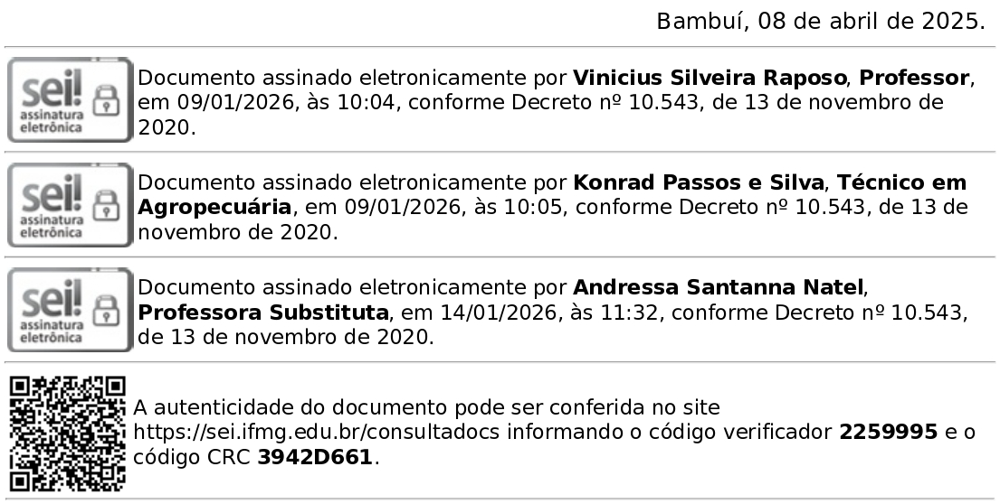 Bambuí, 08 de abril de 2025.
sei!
assinatura
eletrônica
Documento assinado eletronicamente por Vinicius Silveira Raposo, Professor,
em 09/01/2026, às 10:04, conforme Decreto nº 10.543, de 13 de novembro de
2020.
sei!
assinatura
eletrônica
Documento assinado eletronicamente por Konrad Passos e Silva, Técnico em
Agropecuária, em 09/01/2026, às 10:05, conforme Decreto nº 10.543, de 13 de
novembro de 2020.
sei!
assinatura
eletrônica
Documento assinado eletronicamente por Andressa Santanna Natel,
Professora Substituta, em 14/01/2026, às 11:32, conforme Decreto nº 10.543,
de 13 de novembro de 2020.
A autenticidade do documento pode ser conferida no site
https://sei.ifmg.edu.br/consultadocs informando o código verificador 2259995 e o
código CRC 3942D661.